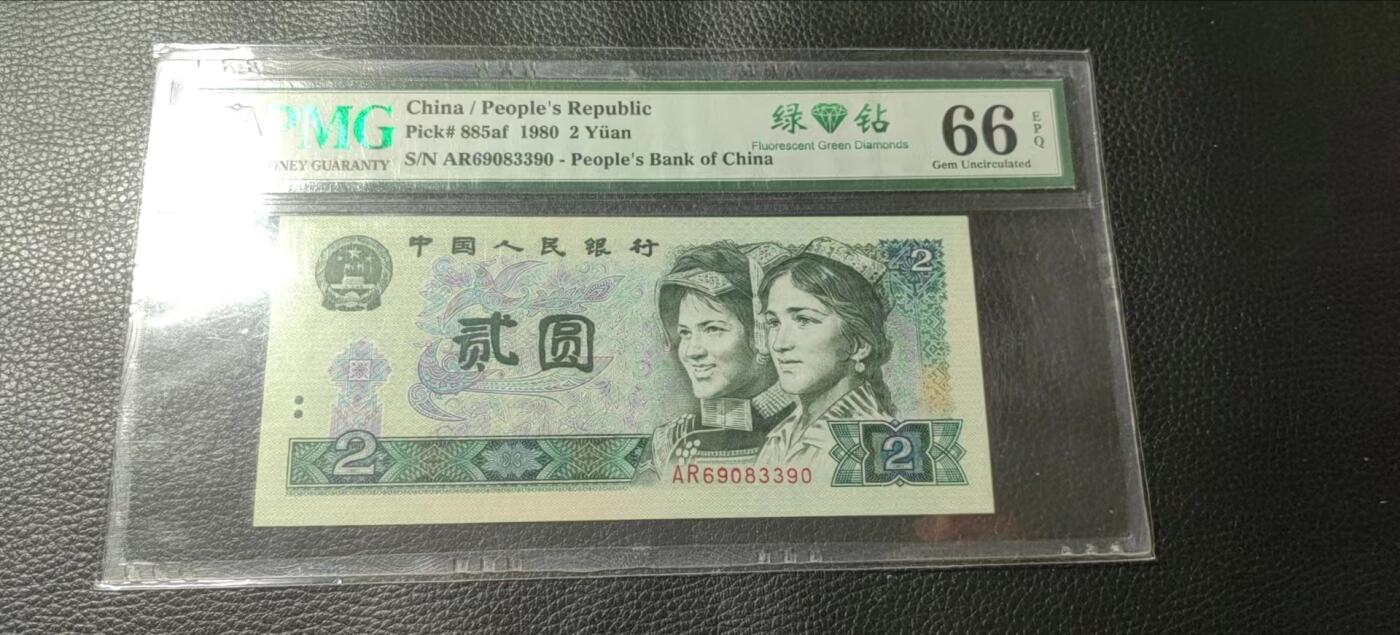 PMG
China / People's Republic
Pick# 885af 1980 2 Yüan
S/N AR69083390 - People's Bank of China
GUARANTY
绿 钻
Fluorescent Green Diamonds
66
EPQ
Gem Uncirculated
中国人民银行
2
贰圆
2
AR69083390
2